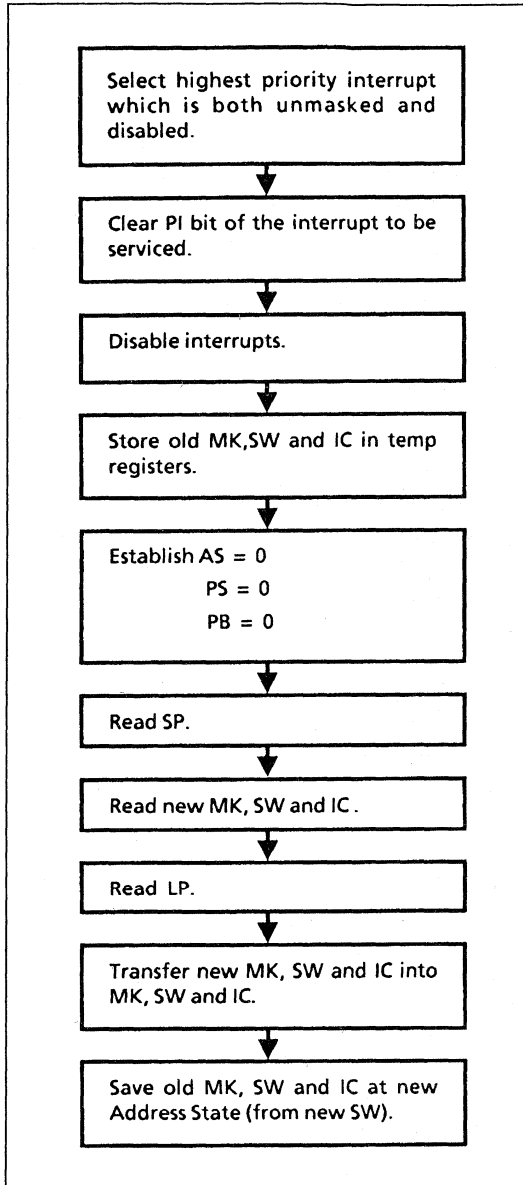 Select highest priority interrupt
which is both unmasked and
disabled.
Clear PI bit of the interrupt to be
serviced.
Disable interrupts.
Store old MK,SW and IC in temp
registers.
Establish AS = 0
PS = 0
PB = 0
Read SP.
Read new MK, SW and IC .
Read LP.
Transfer new MK, SW and IC into
MK, SW and IC.
Save old MK, SW and IC at new
Address State (from new SW).